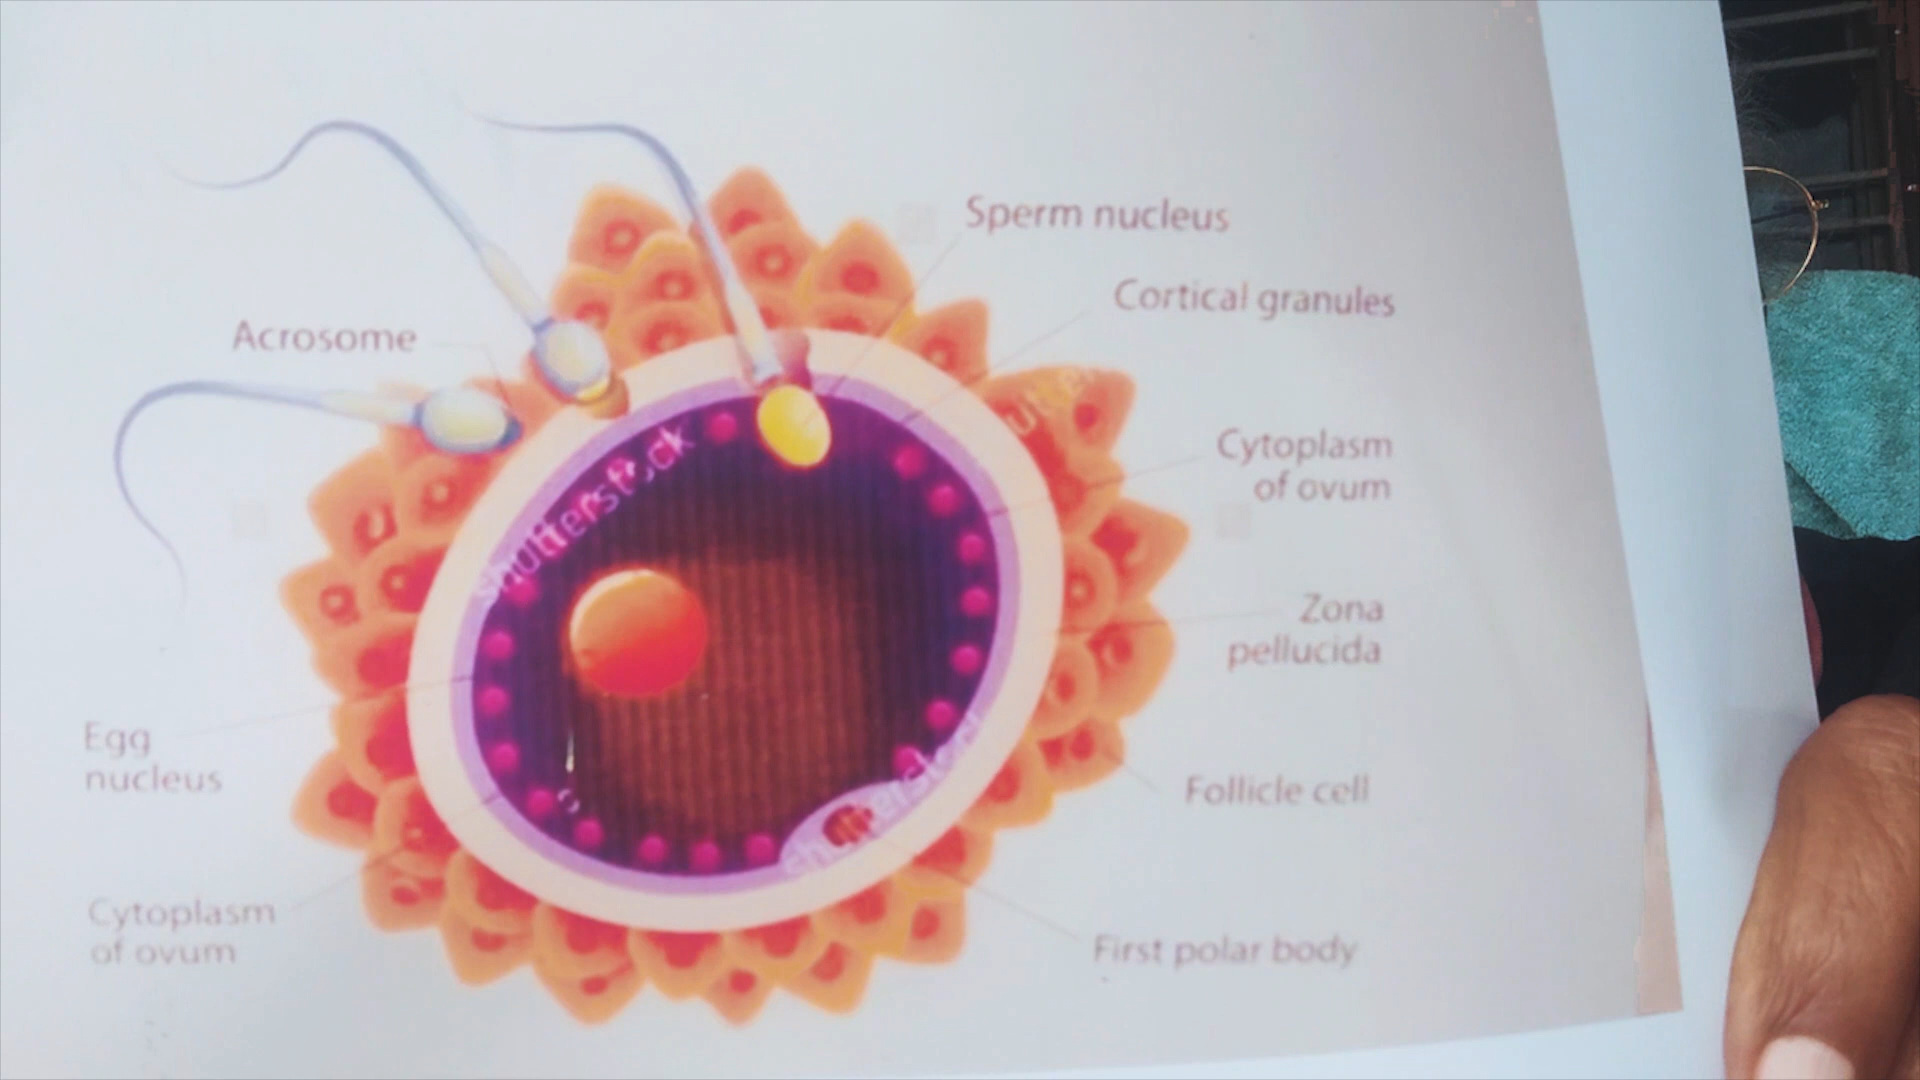 Sperm nucleus
Cortical granules
Acrosome
Cytoplasm
of ovum
shutterstock
Zona
pellucida
Egg
nucleus
Follicle cell
Cytoplasm
of ovum
First polar body